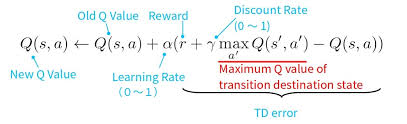 Old Q Value
Reward
Discount Rate
(0 ~ 1)
Q(s, a) ← Q(s, a) + α(r + γ max_{a'} Q(s', a') − Q(s, a))
New Q Value
Learning Rate
(0~1)
Maximum Q value of
transition destination state
TD error